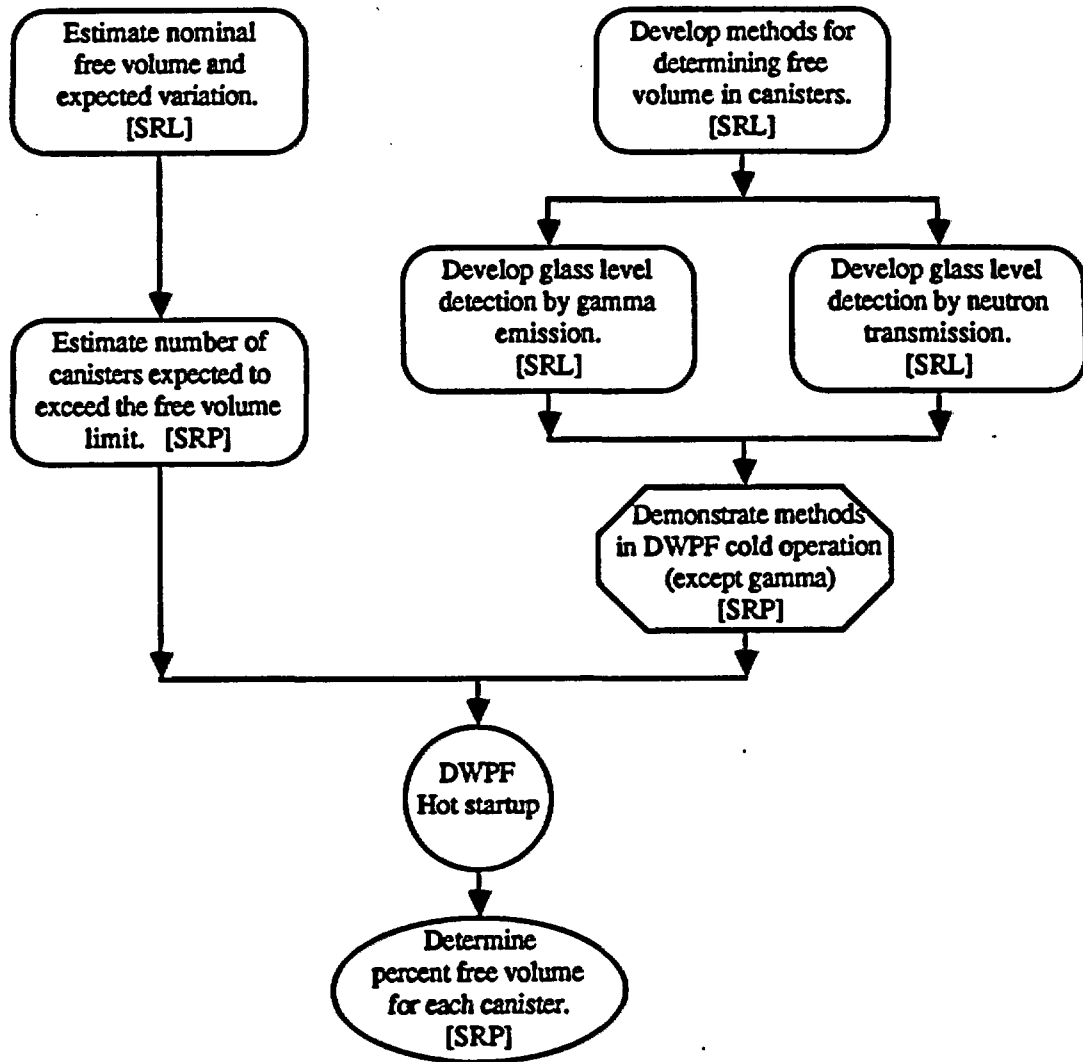 Estimate nominal
free volume and
expected variation.
[SRL]
Develop methods for
determining free
volume in canisters.
[SRL]
Develop glass level
detection by gamma
emission.
[SRL]
Develop glass level
detection by neutron
transmission.
[SRL]
Estimate number of
canisters expected to
exceed the free volume
limit. [SRP]
Demonstrate methods
in DWPF cold operation
(except gamma)
[SRP]
DWPF
Hot startup
Determine
percent free volume
for each canister.
[SRP]